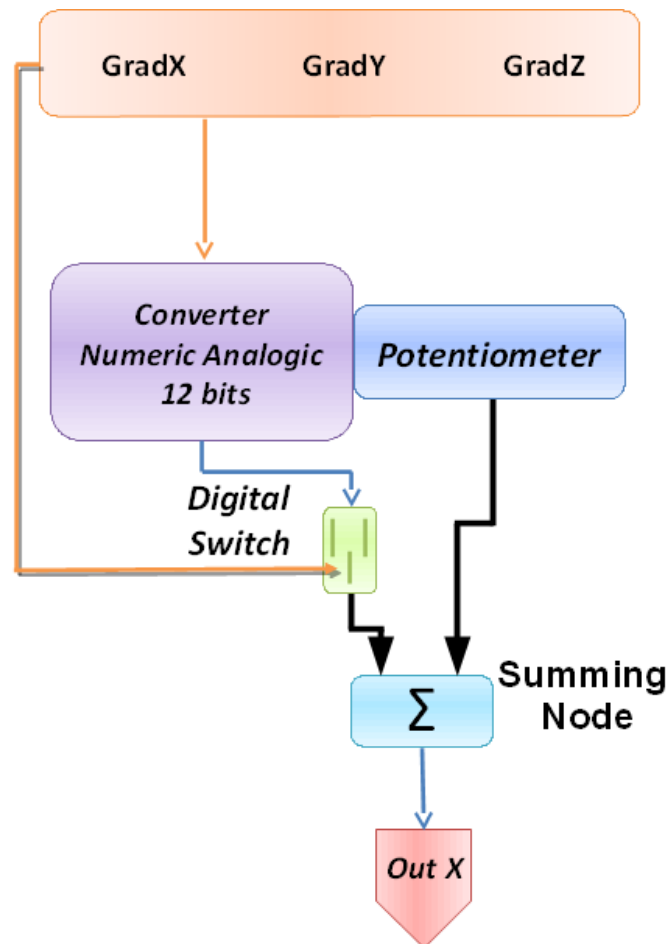 GradX GradY GradZ
Converter
Numeric Analogic
12 bits
Potentiometer
Digital
Switch
Σ
Summing
Node
Out X